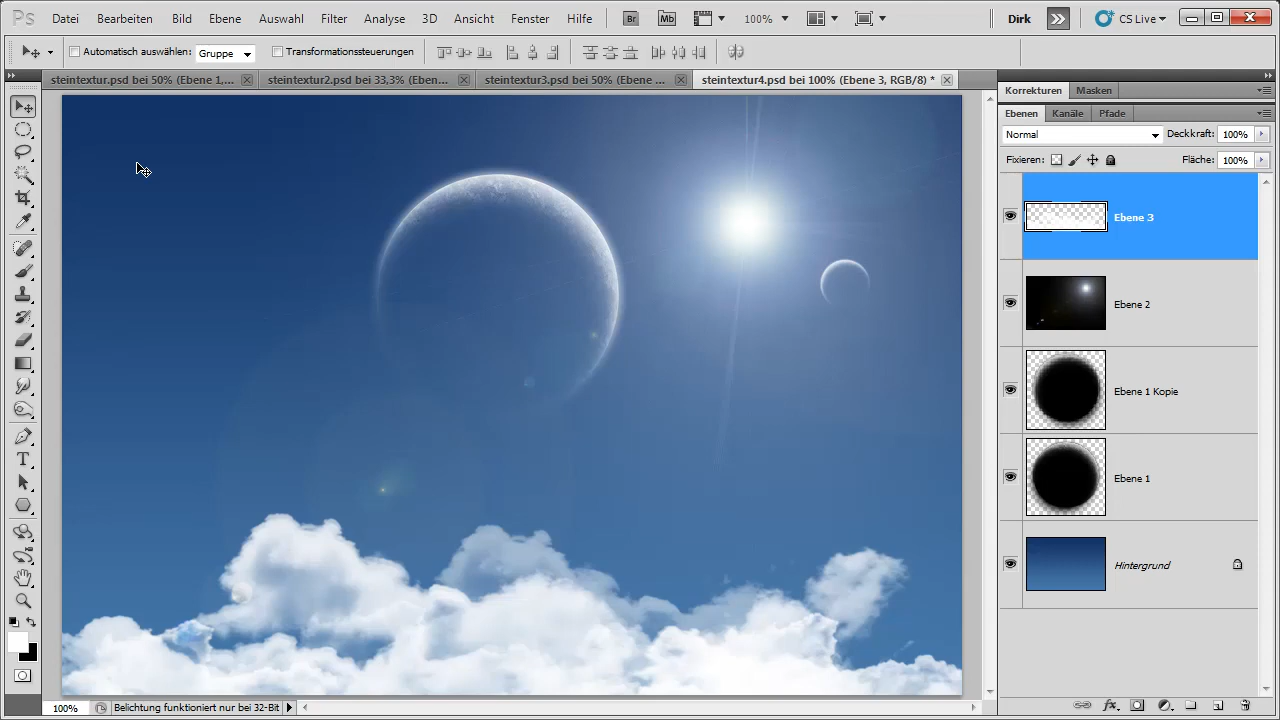 Ps Datei Bearbeiten Bild Ebene Auswahl Filter Analyse 3D Ansicht Fenster Hilfe Br Mb 100% Dirk CS Live
Automatisch auswählen: Gruppe Transformationssteuerungen
steintextur.psd bei 50% (Ebene 1,... steintextur2.psd bei 33,3% (Eben... steintextur3.psd bei 50% (Ebene ... steintextur4.psd bei 100% (Ebene 3, RGB/8) *
Korrekturen Masken
Ebenen Kanäle Pfade
Normal Deckkraft: 100%
Fixieren: Fläche: 100%
Ebene 3
Ebene 2
Ebene 1 Kopie
Ebene 1
Hintergrund
100% Belichtung funktioniert nur bei 32-Bit